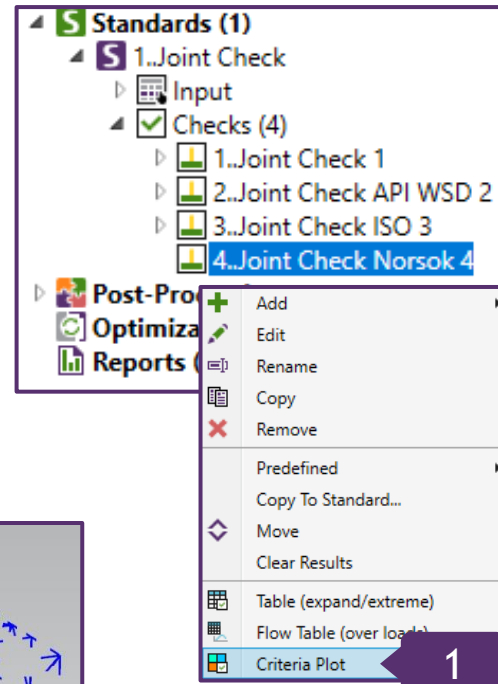 Standards (1)
1..Joint Check
Input
Checks (4)
1..Joint Check 1
2..Joint Check API WSD 2
3..Joint Check ISO 3
4..Joint Check Norsok 4
Post-Pro
Optimiza
Reports (
Add
Edit
Rename
Copy
Remove
Predefined
Copy To Standard...
Move
Clear Results
Table (expand/extreme)
Flow Table (over loads)
Criteria Plot
1